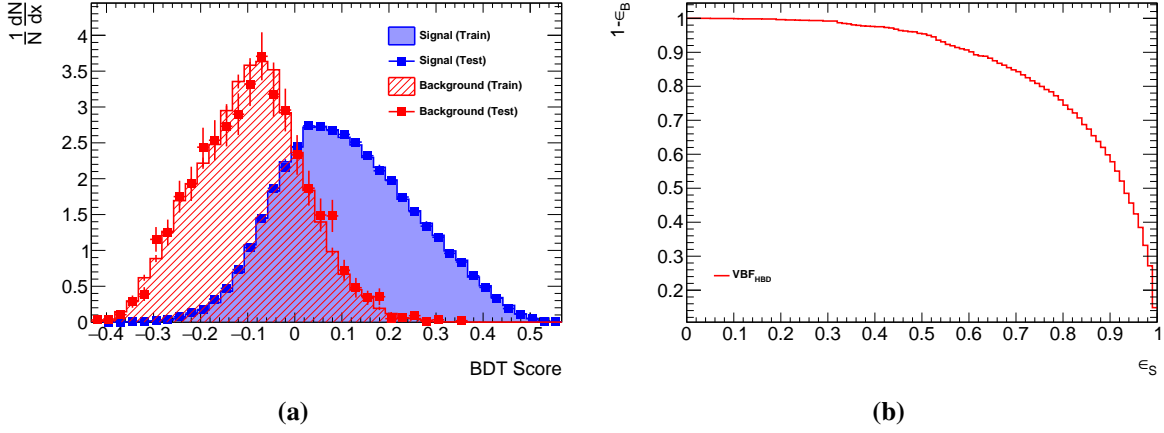 1/N dN/dx
4
3.5
3
2.5
2
1.5
1
0.5
0
−0.4 −0.3 −0.2 −0.1 0 0.1 0.2 0.3 0.4 0.5
BDT Score
Signal (Train)
Signal (Test)
Background (Train)
Background (Test)
(a)
1-ϵB
1
0.9
0.8
0.7
0.6
0.5
0.4
0.3
0.2
0 0.1 0.2 0.3 0.4 0.5 0.6 0.7 0.8 0.9 1
ϵS
VBFHBD
(b)